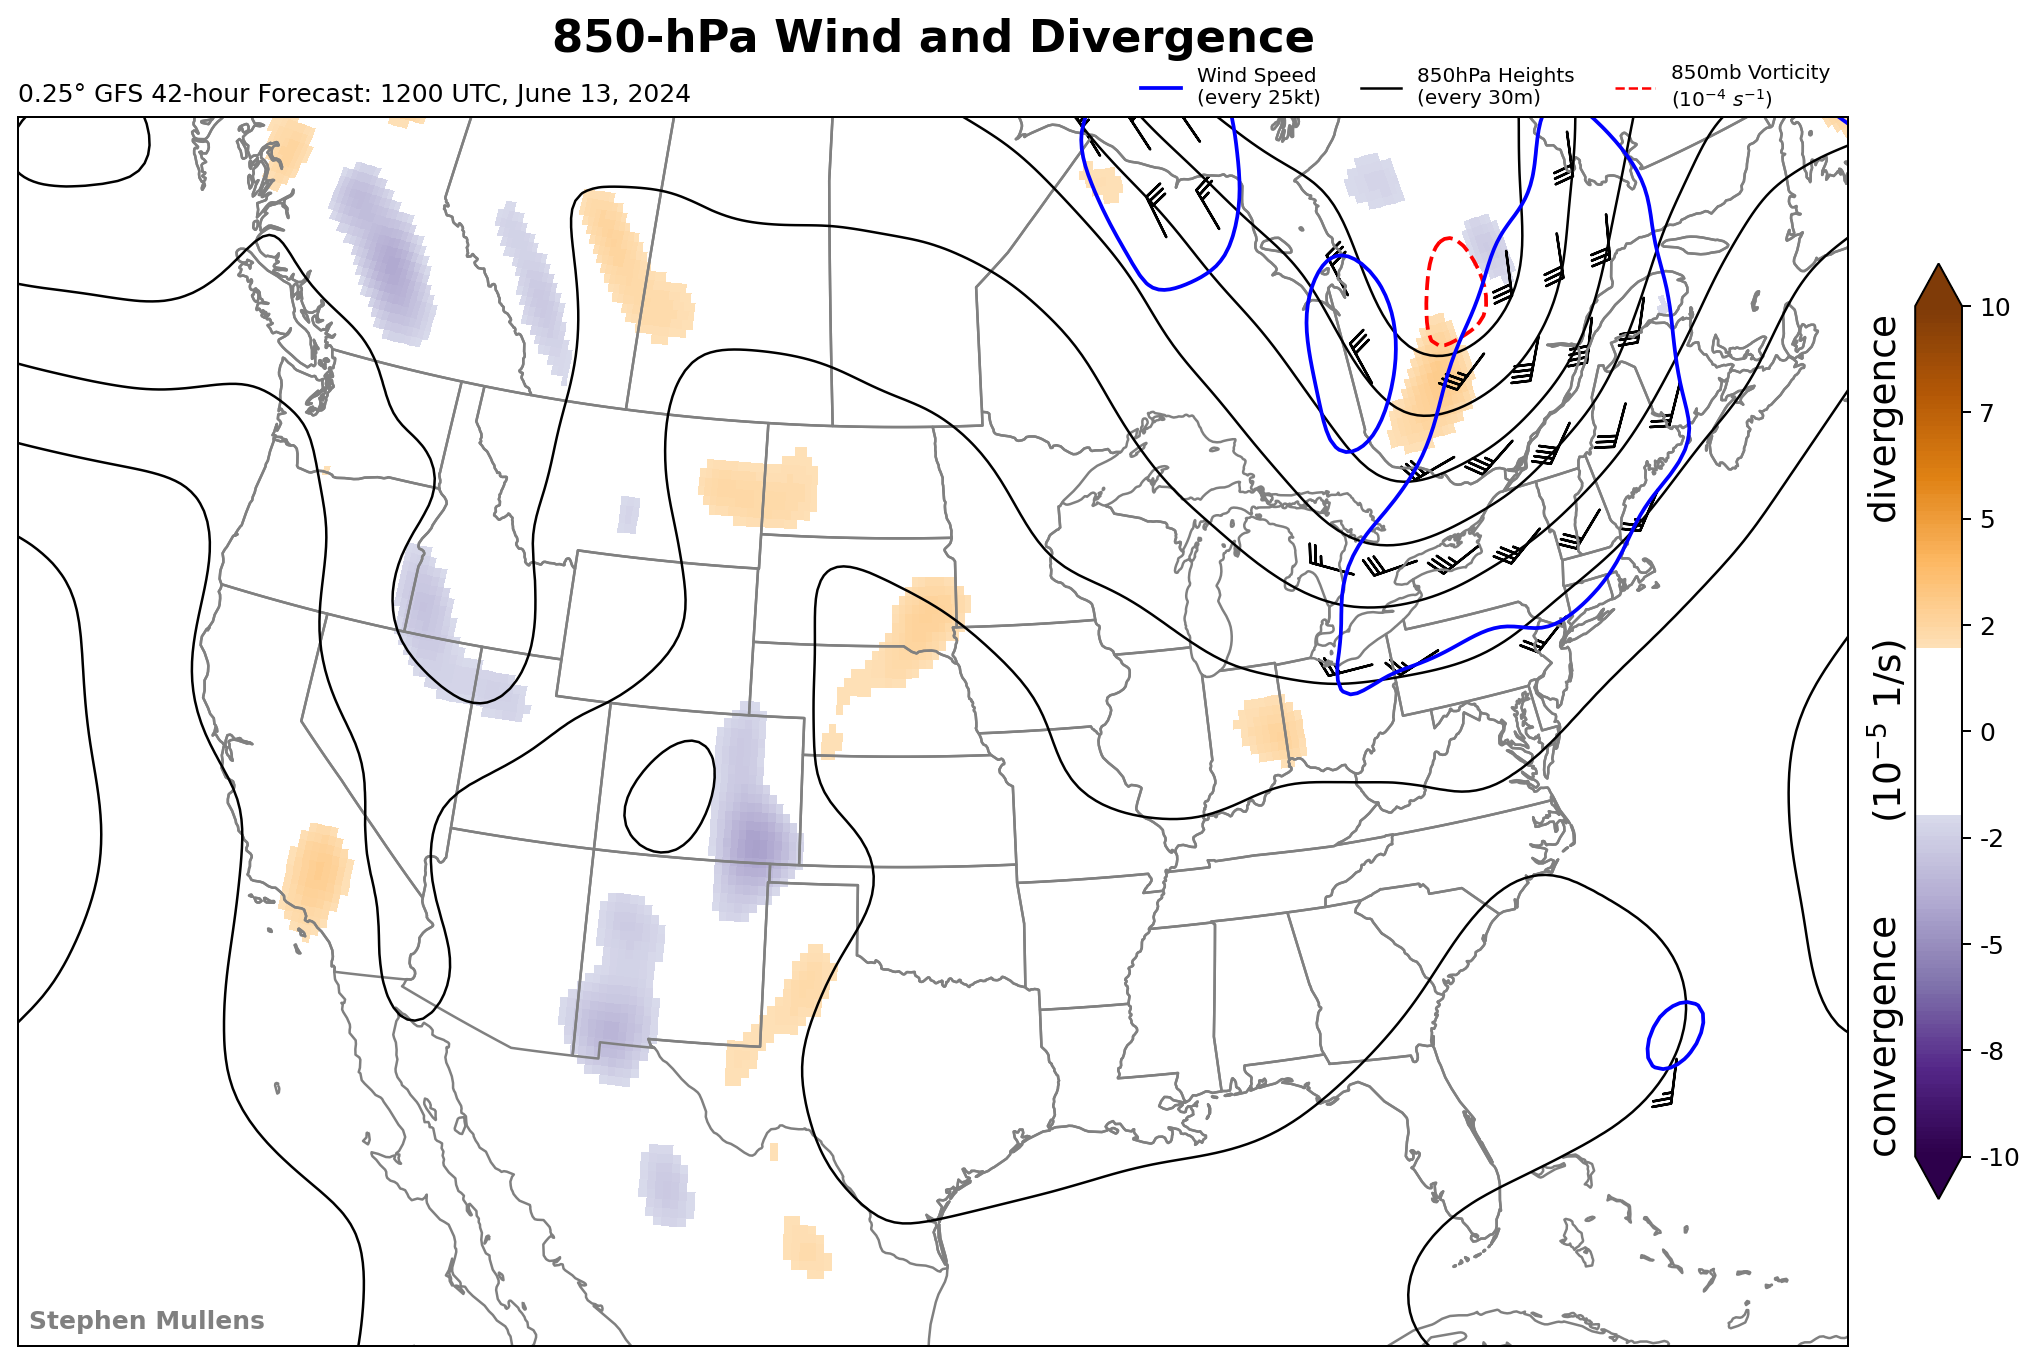 850-hPa Wind and Divergence
0.25° GFS 42-hour Forecast: 1200 UTC, June 13, 2024
Wind Speed
(every 25kt)
850hPa Heights
(every 30m)
850mb Vorticity
(10⁻⁴ s⁻¹)
10
7
5
2
0
-2
-5
-8
-10
convergence (10⁻⁵ 1/s) divergence
Stephen Mullens